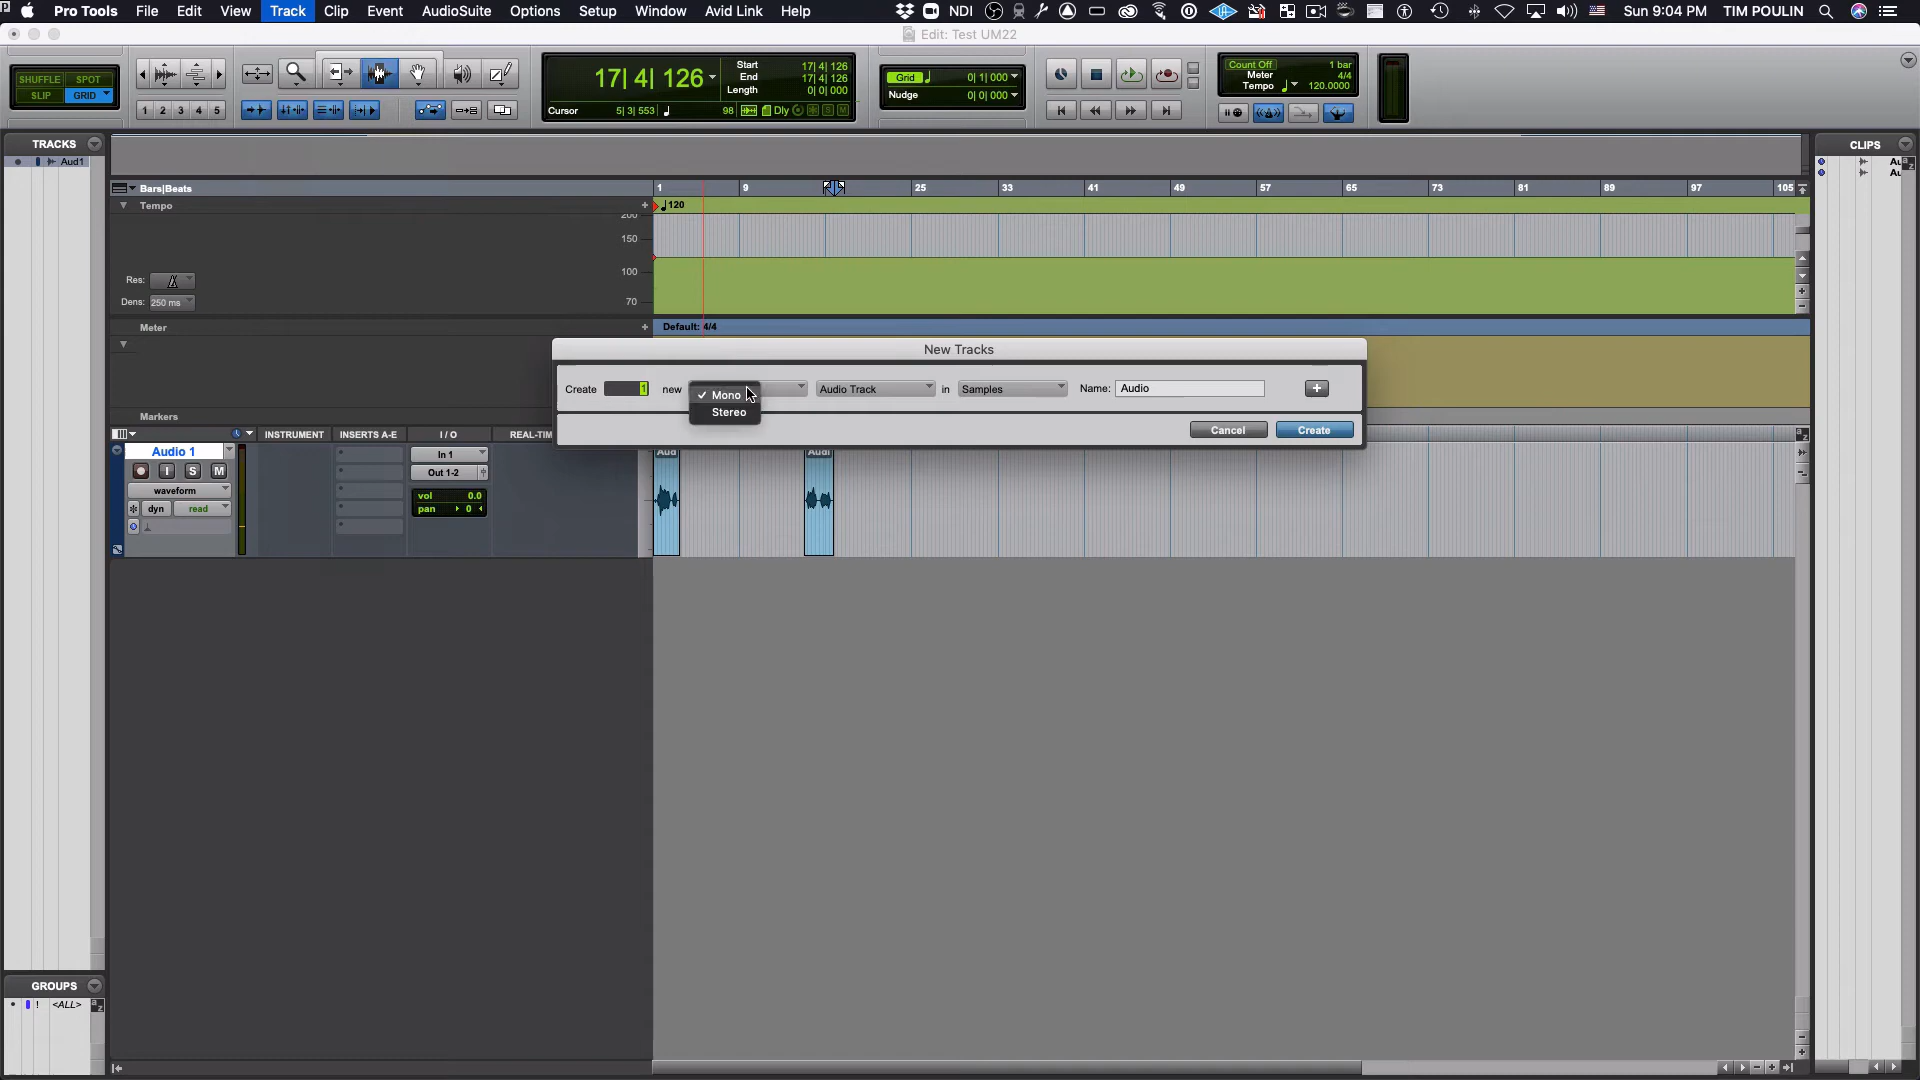 Pro Tools File Edit View Track Clip Event AudioSuite Options Setup Window Avid Link Help NDI Sun 9:04 PM TIM POULIN
Edit: Test UM22
SHUFFLE SPOT
SLIP GRID
1 2 3 4 5
17| 4| 126
Start 17| 4| 126
End 17| 4| 126
Length 0| 0| 000
Cursor 5| 3| 553 98 Dly S M
Grid 0| 1| 000
Nudge 0| 0| 000
Count Off 1 bar
Meter 4/4
Tempo 120.0000
TRACKS
Aud1
CLIPS
Au
Au
Bars|Beats 1 9 25 33 41 49 57 65 73 81 89 97 105
Tempo + 120
200
150
100
70
Res:
Dens: 250 ms
Meter + Default: 4/4
Markers
New Tracks
Create 1 new Audio Track in Samples Name: Audio +
Mono
Stereo
Cancel Create
INSTRUMENT INSERTS A-E I / O REAL-TIM
Audio 1
I S M
waveform
dyn read
In 1
Out 1-2
vol 0.0
pan 0
Aud Audi
GROUPS
! <ALL>